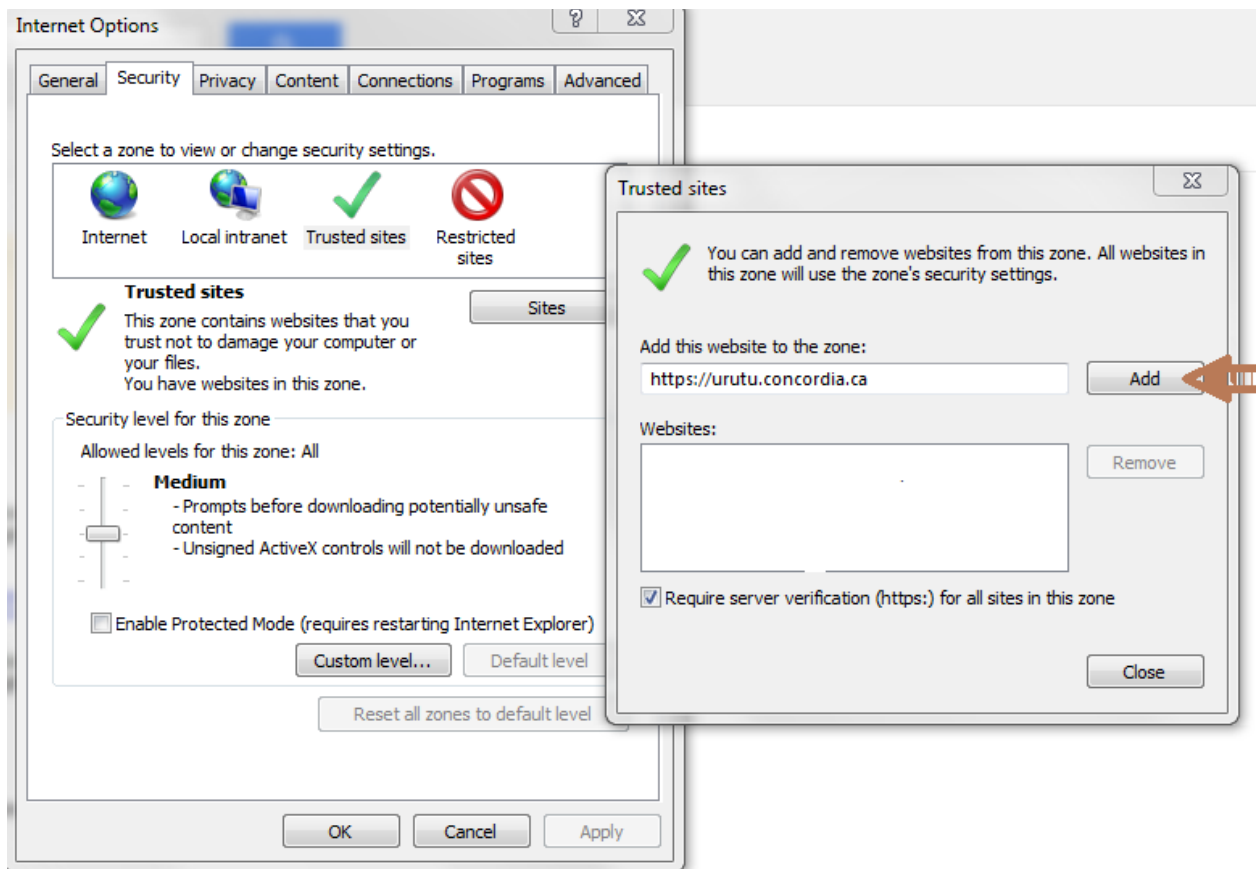 Internet Options
General Security Privacy Content Connections Programs Advanced
Select a zone to view or change security settings.
Internet
Local intranet
Trusted sites
Restricted
sites
Trusted sites
This zone contains websites that you
trust not to damage your computer or
your files.
You have websites in this zone.
Sites
Security level for this zone
Allowed levels for this zone: All
Medium
- Prompts before downloading potentially unsafe
content
- Unsigned ActiveX controls will not be downloaded
Enable Protected Mode (requires restarting Internet Explorer)
Custom level...
Default level
Reset all zones to default level
OK
Cancel
Apply
Trusted sites
You can add and remove websites from this zone. All websites in
this zone will use the zone's security settings.
Add this website to the zone:
https://urutu.concordia.ca
Add
Websites:
Remove
Require server verification (https:) for all sites in this zone
Close